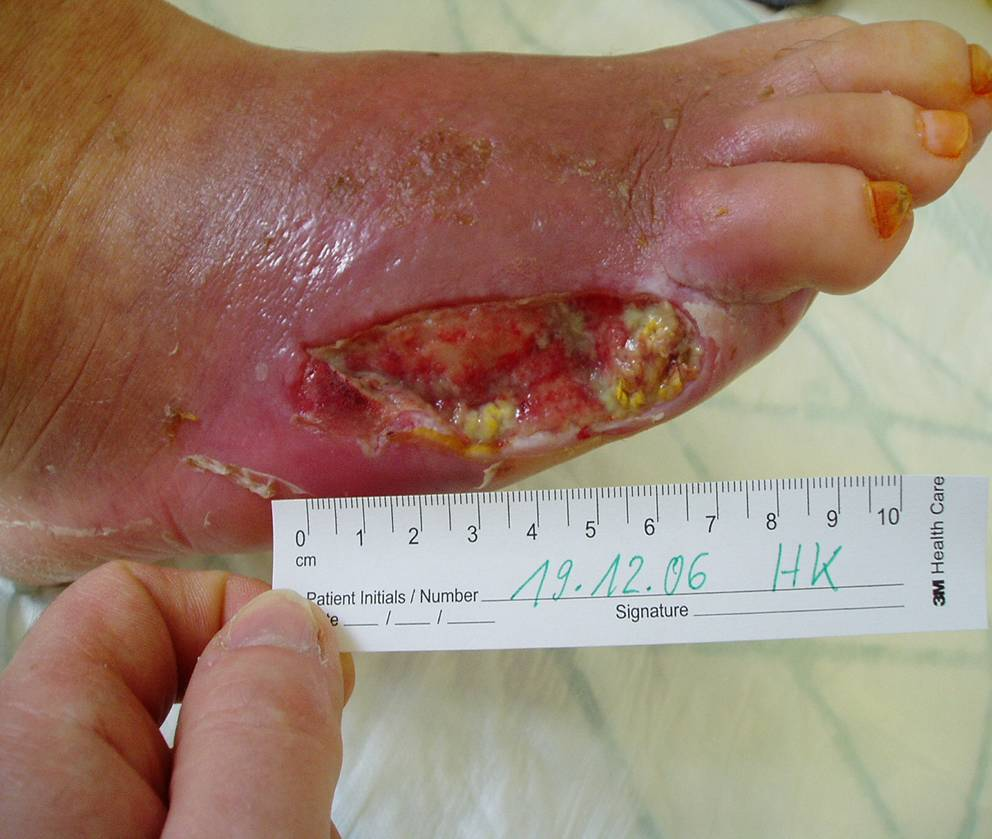 0 1 2 3 4 5 6 7 8 9 10
cm
19.12.06 HK
Patient Initials / Number
te / /
Signature
3M Health Care